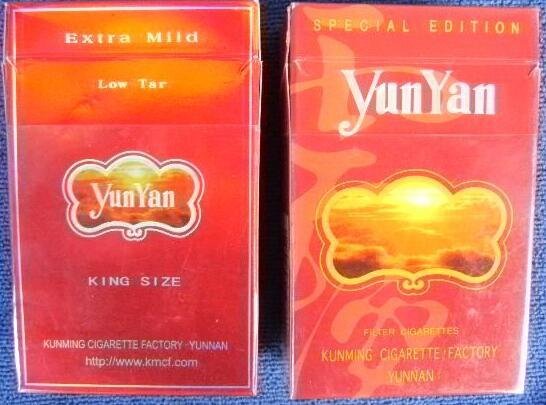 Extra Mild
Low Tar
YunYan
KING SIZE
KUNMING CIGARETTE FACTORY YUNNAN
http://www.kmcf.com
SPECIAL EDITION
YunYan
FILTER CIGARETTES
KUNMING CIGARETTE FACTORY
YUNNAN